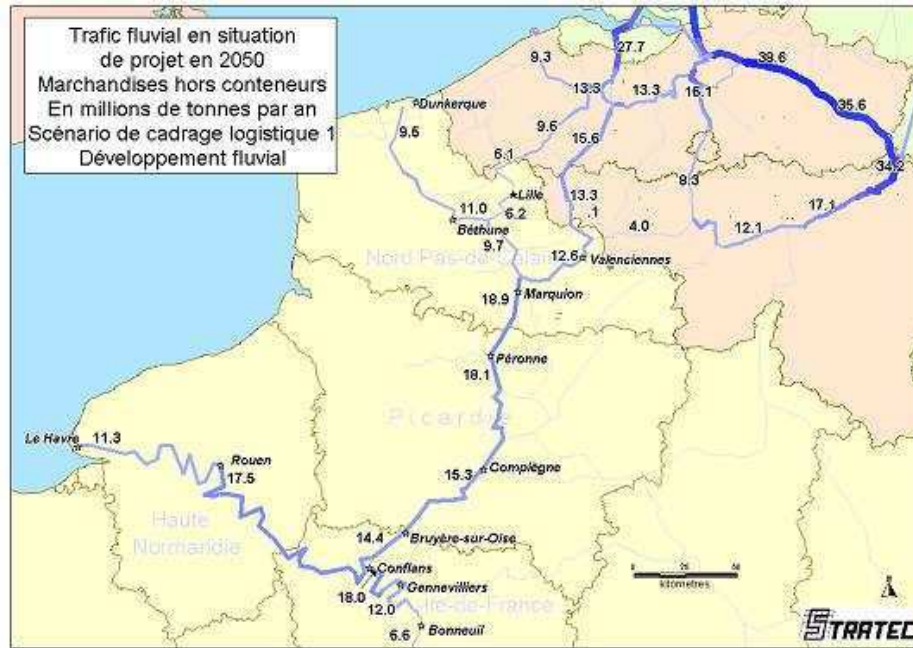 Trafic fluvial en situation
de projet en 2050
Marchandises hors conteneurs
En millions de tonnes par an
Scénario de cadrage logistique 1
Développement fluvial
27.7
38.6
9.3
13.3
13.3
16.1
35.6
Dunkerque
9.5
9.6
15.6
6.1
34.2
8.3
Lille
11.0
6.2
13.3
.1
17.1
Béthune
4.0
12.1
9.7
Nord Pas-de-Calais
12.6
Valenciennes
18.9
Marquion
Péronne
18.1
Picardie
Le Havre
11.3
Rouen
17.5
15.3
Compiègne
Haute
Normandie
14.4
Bruyère-sur-Oise
Conflans
Gennevilliers
18.0
12.0
Ile-de-France
6.6
Bonneuil
kilomètres
STRATEC